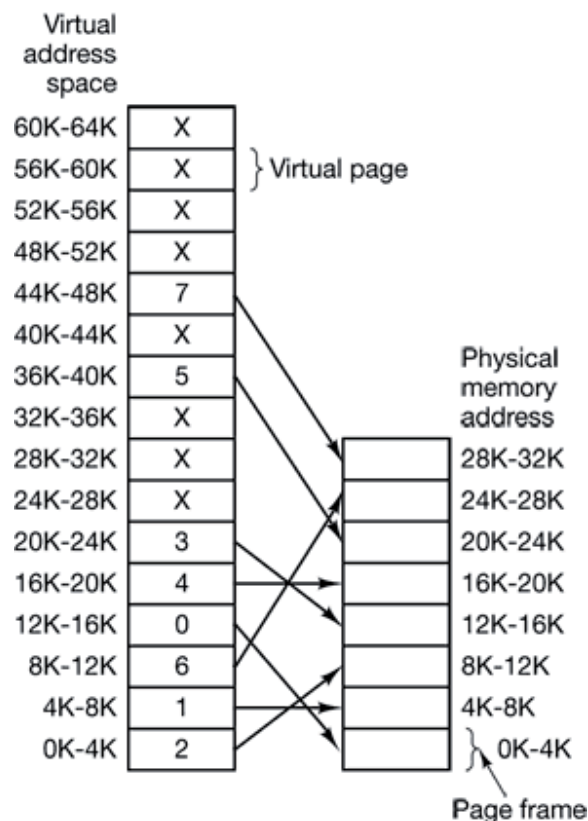 Virtual
address
space
60K-64K X
56K-60K X Virtual page
52K-56K X
48K-52K X
44K-48K 7
40K-44K X
36K-40K 5
Physical
memory
address
32K-36K X
28K-32K X 28K-32K
24K-28K X 24K-28K
20K-24K 3 20K-24K
16K-20K 4 16K-20K
12K-16K 0 12K-16K
8K-12K 6 8K-12K
4K-8K 1 4K-8K
0K-4K 2 0K-4K
Page frame